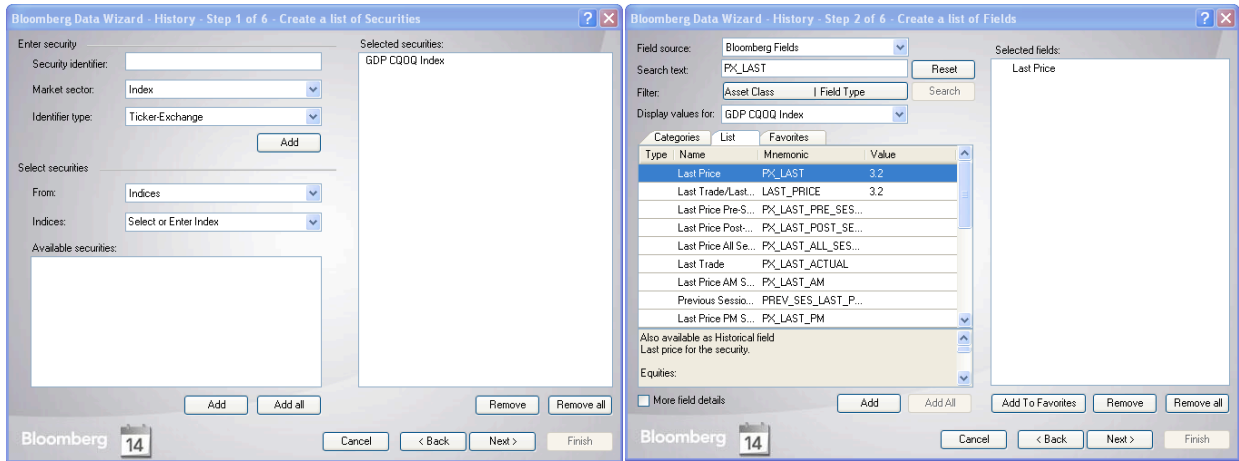 Bloomberg Data Wizard - History - Step 1 of 6 - Create a list of Securities
Enter security
Security identifier:
Market sector: Index
Identifier type: Ticker-Exchange
Add
Select securities
From: Indices
Indices: Select or Enter Index
Available securities:
Add Add all
Selected securities:
GDP CQOQ Index
Remove Remove all
Bloomberg 14
Cancel < Back Next > Finish
Bloomberg Data Wizard - History - Step 2 of 6 - Create a list of Fields
Field source: Bloomberg Fields
Search text: PX_LAST Reset
Filter: Asset Class | Field Type Search
Display values for: GDP CQOQ Index
Categories List Favorites
Type Name Mnemonic Value
Last Price PX_LAST 3.2
Last Trade/Last... LAST_PRICE 3.2
Last Price Pre-S... PX_LAST_PRE_SES...
Last Price Post-... PX_LAST_POST_SE...
Last Price All Se... PX_LAST_ALL_SES...
Last Trade PX_LAST_ACTUAL
Last Price AM S... PX_LAST_AM
Previous Sessio... PREV_SES_LAST_P...
Last Price PM S... PX_LAST_PM
Also available as Historical field
Last price for the security.
Equities:
More field details Add Add All
Selected fields:
Last Price
Add To Favorites Remove Remove all
Bloomberg 14
Cancel < Back Next > Finish